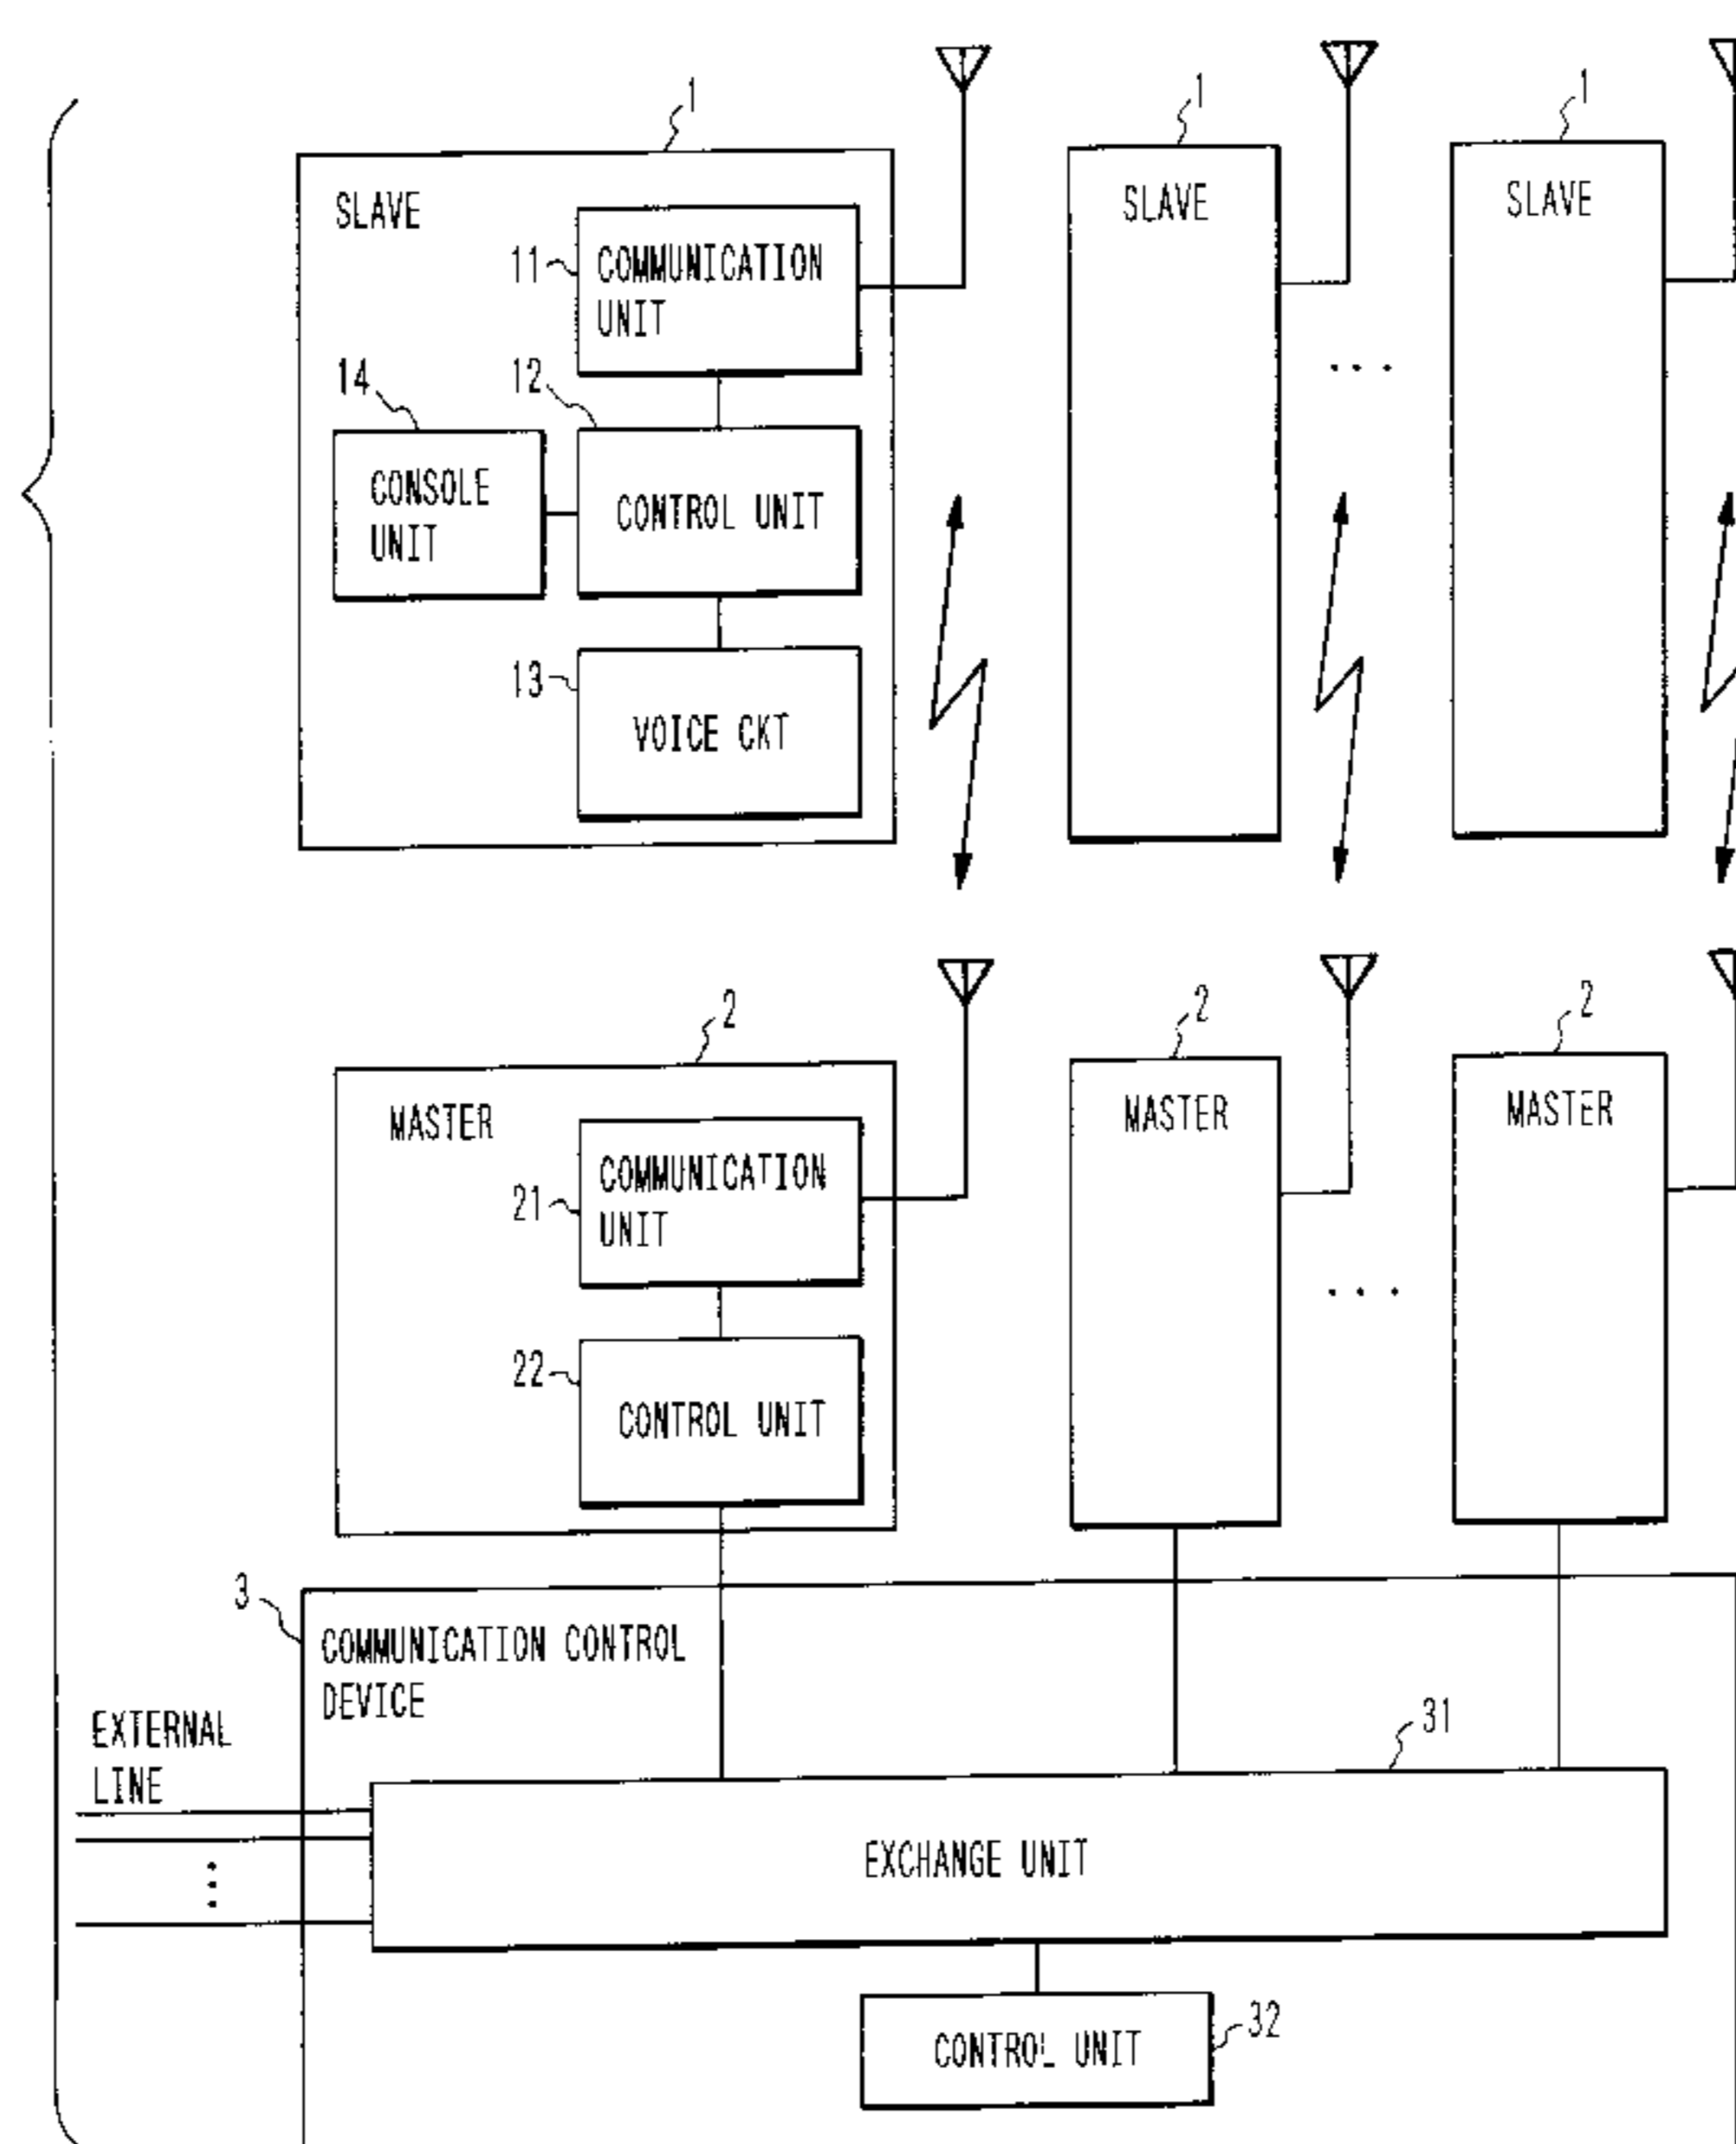 1
1
1
SLAVE
SLAVE
SLAVE
11
COMMUNICATION
UNIT
14
12
CONSOLE
UNIT
CONTROL UNIT
13
VOICE CKT
2
2
2
MASTER
MASTER
MASTER
21
COMMUNICATION
UNIT
22
CONTROL UNIT
3
COMMUNICATION CONTROL
DEVICE
EXTERNAL
LINE
31
EXCHANGE UNIT
32
CONTROL UNIT